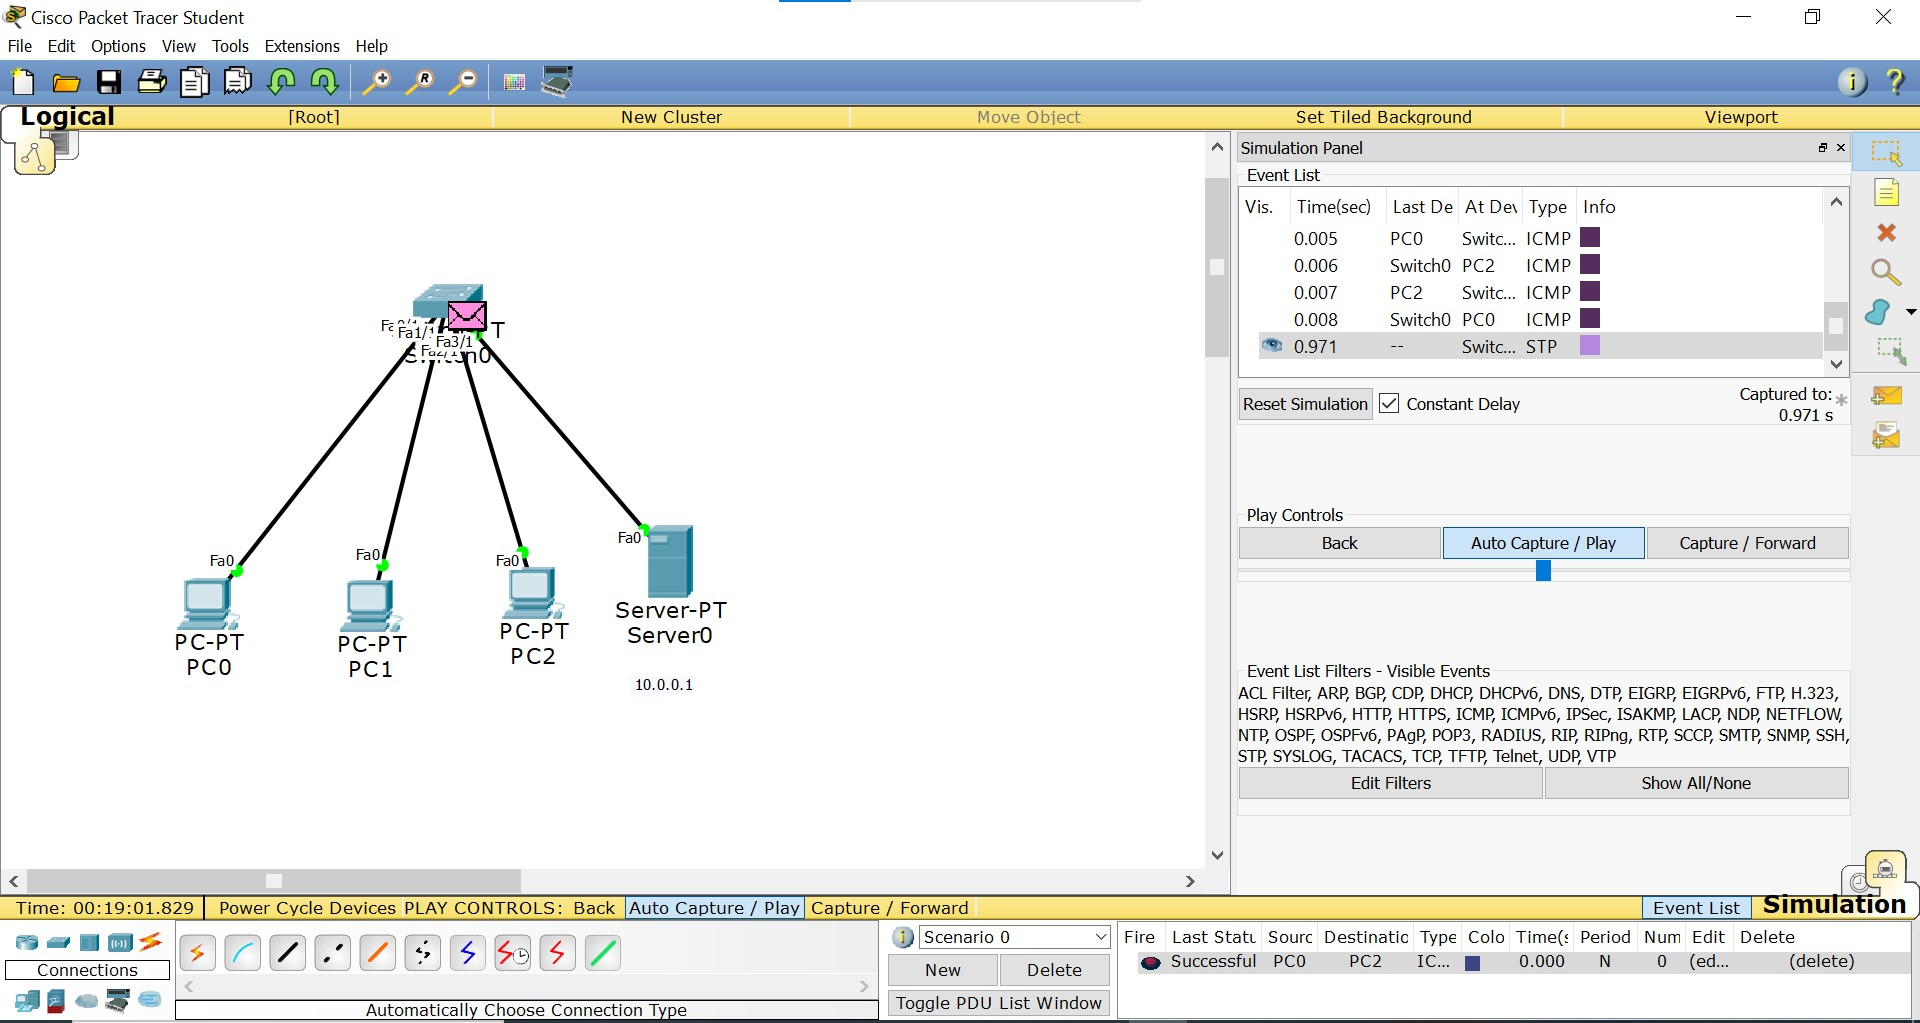 Cisco Packet Tracer Student
File Edit Options View Tools Extensions Help
Logical [Root] New Cluster Move Object Set Tiled Background Viewport
Simulation Panel
Event List
Vis. Time(sec) Last De At Dev Type Info
0.005 PC0 Switc... ICMP
0.006 Switch0 PC2 ICMP
0.007 PC2 Switc... ICMP
0.008 Switch0 PC0 ICMP
0.971 -- Switc... STP
Reset Simulation Constant Delay Captured to: *
0.971 s
Fa1/1
Fa3/1
Fa2/1
Play Controls
Back Auto Capture / Play Capture / Forward
Fa0 Fa0 Fa0 Fa0
PC-PT
PC0
PC-PT
PC1
PC-PT
PC2
Server-PT
Server0
10.0.0.1
Event List Filters - Visible Events
ACL Filter, ARP, BGP, CDP, DHCP, DHCPv6, DNS, DTP, EIGRP, EIGRPv6, FTP, H.323,
HSRP, HSRPv6, HTTP, HTTPS, ICMP, ICMPv6, IPSec, ISAKMP, LACP, NDP, NETFLOW,
NTP, OSPF, OSPFv6, PAgP, POP3, RADIUS, RIP, RIPng, RTP, SCCP, SMTP, SNMP, SSH,
STP, SYSLOG, TACACS, TCP, TFTP, Telnet, UDP, VTP
Edit Filters Show All/None
Time: 00:19:01.829 Power Cycle Devices PLAY CONTROLS: Back Auto Capture / Play Capture / Forward Event List Simulation
Connections
Automatically Choose Connection Type
Scenario 0
New Delete
Toggle PDU List Window
Fire Last Statu Sourc Destinatio Type Colo Time(s Period Num Edit Delete
Successful PC0 PC2 IC... 0.000 N 0 (ed... (delete)